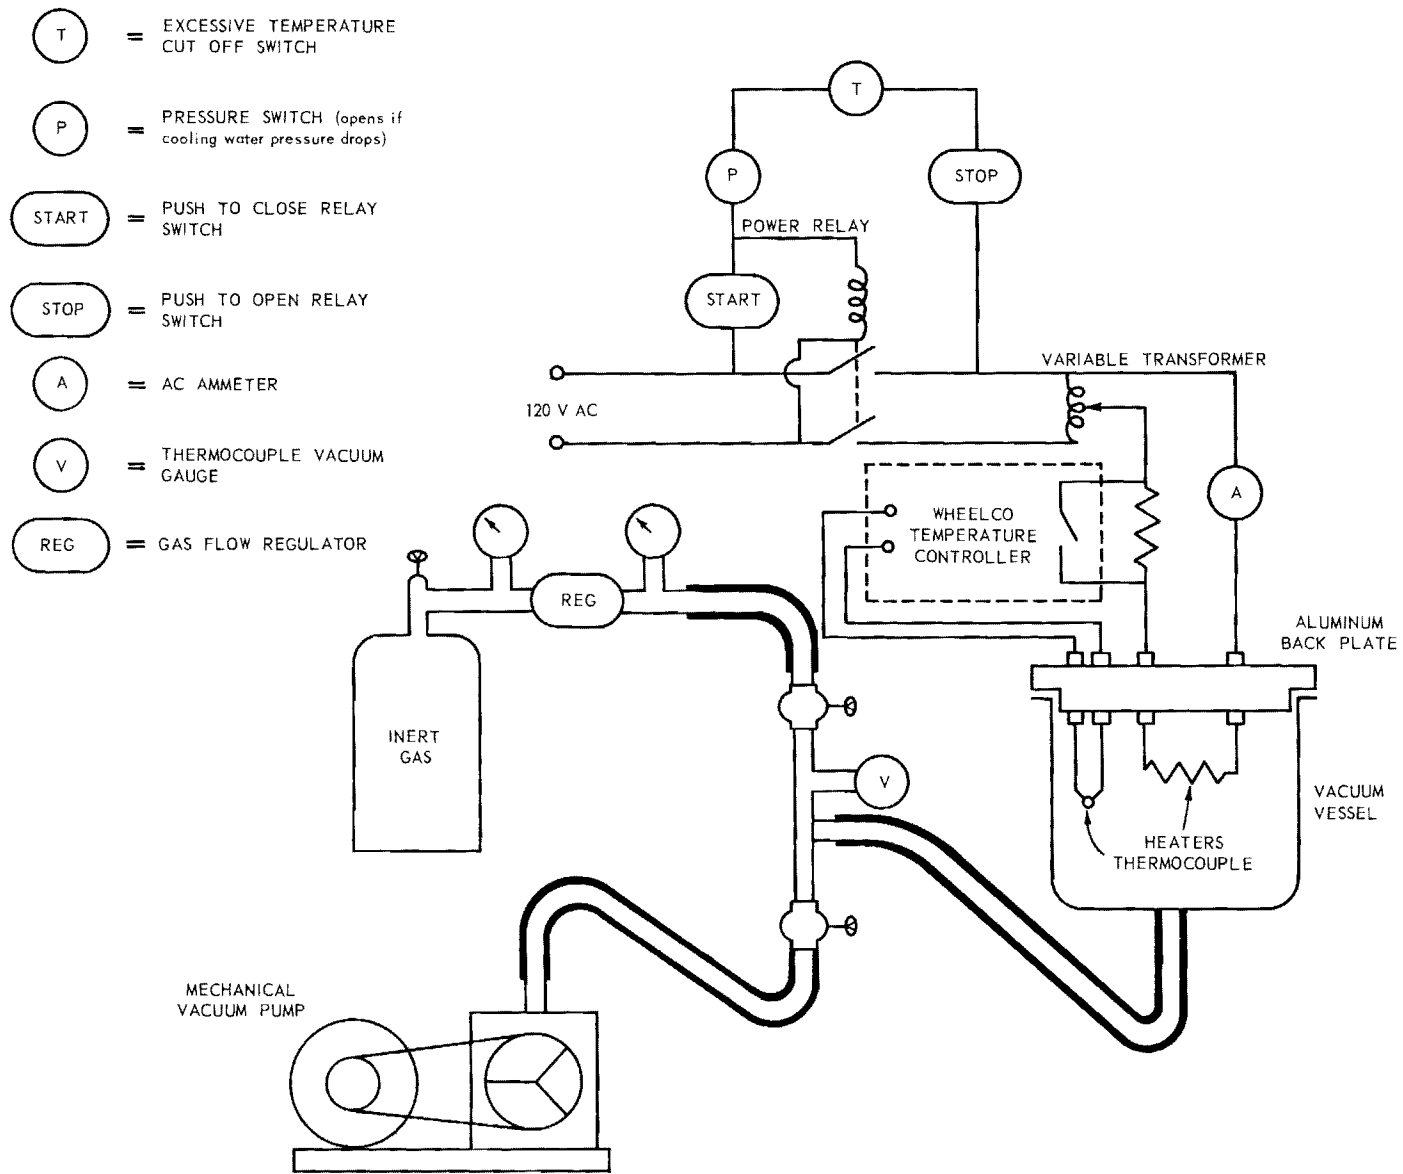 T
= EXCESSIVE TEMPERATURE
CUT OFF SWITCH
P
= PRESSURE SWITCH (opens if
cooling water pressure drops)
START
= PUSH TO CLOSE RELAY
SWITCH
STOP
= PUSH TO OPEN RELAY
SWITCH
A
= AC AMMETER
V
= THERMOCOUPLE VACUUM
GAUGE
REG
= GAS FLOW REGULATOR
T
P
STOP
POWER RELAY
START
VARIABLE TRANSFORMER
120 V AC
A
WHEELCO
TEMPERATURE
CONTROLLER
REG
ALUMINUM
BACK PLATE
INERT
GAS
V
VACUUM
VESSEL
HEATERS
THERMOCOUPLE
MECHANICAL
VACUUM PUMP